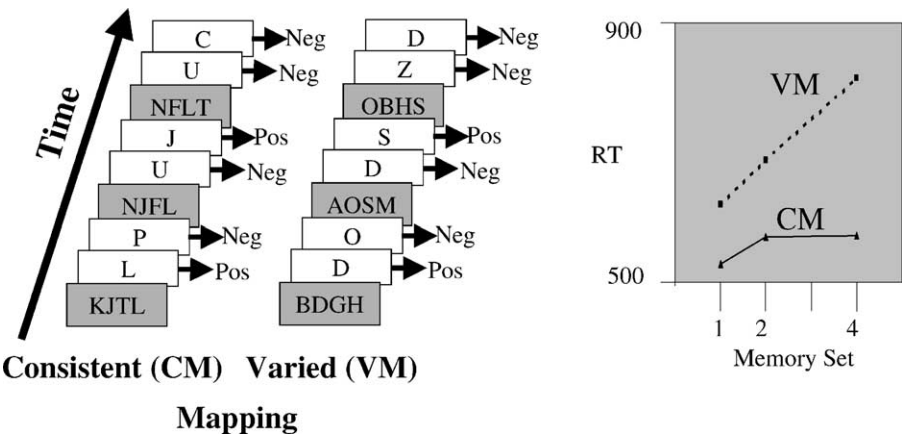 C Neg D Neg
U Neg Z Neg
NFLT OBHS
J Pos S Pos
U Neg D Neg
NJFL AOSM
P Neg O Neg
L Pos D Pos
KJTL BDGH
Time
Consistent (CM) Varied (VM)
Mapping
900
VM
RT
CM
500
1 2 4
Memory Set